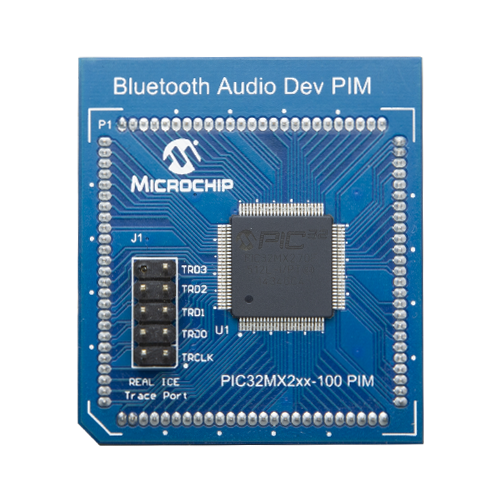 Bluetooth Audio Dev PIM
P1
MICROCHIP
J1
PIC32
TRD3
TRD2
TRD1
TRD0
U1
TRCLK
PIC32MX2xx-100 PIM
REAL ICE
Trace Port